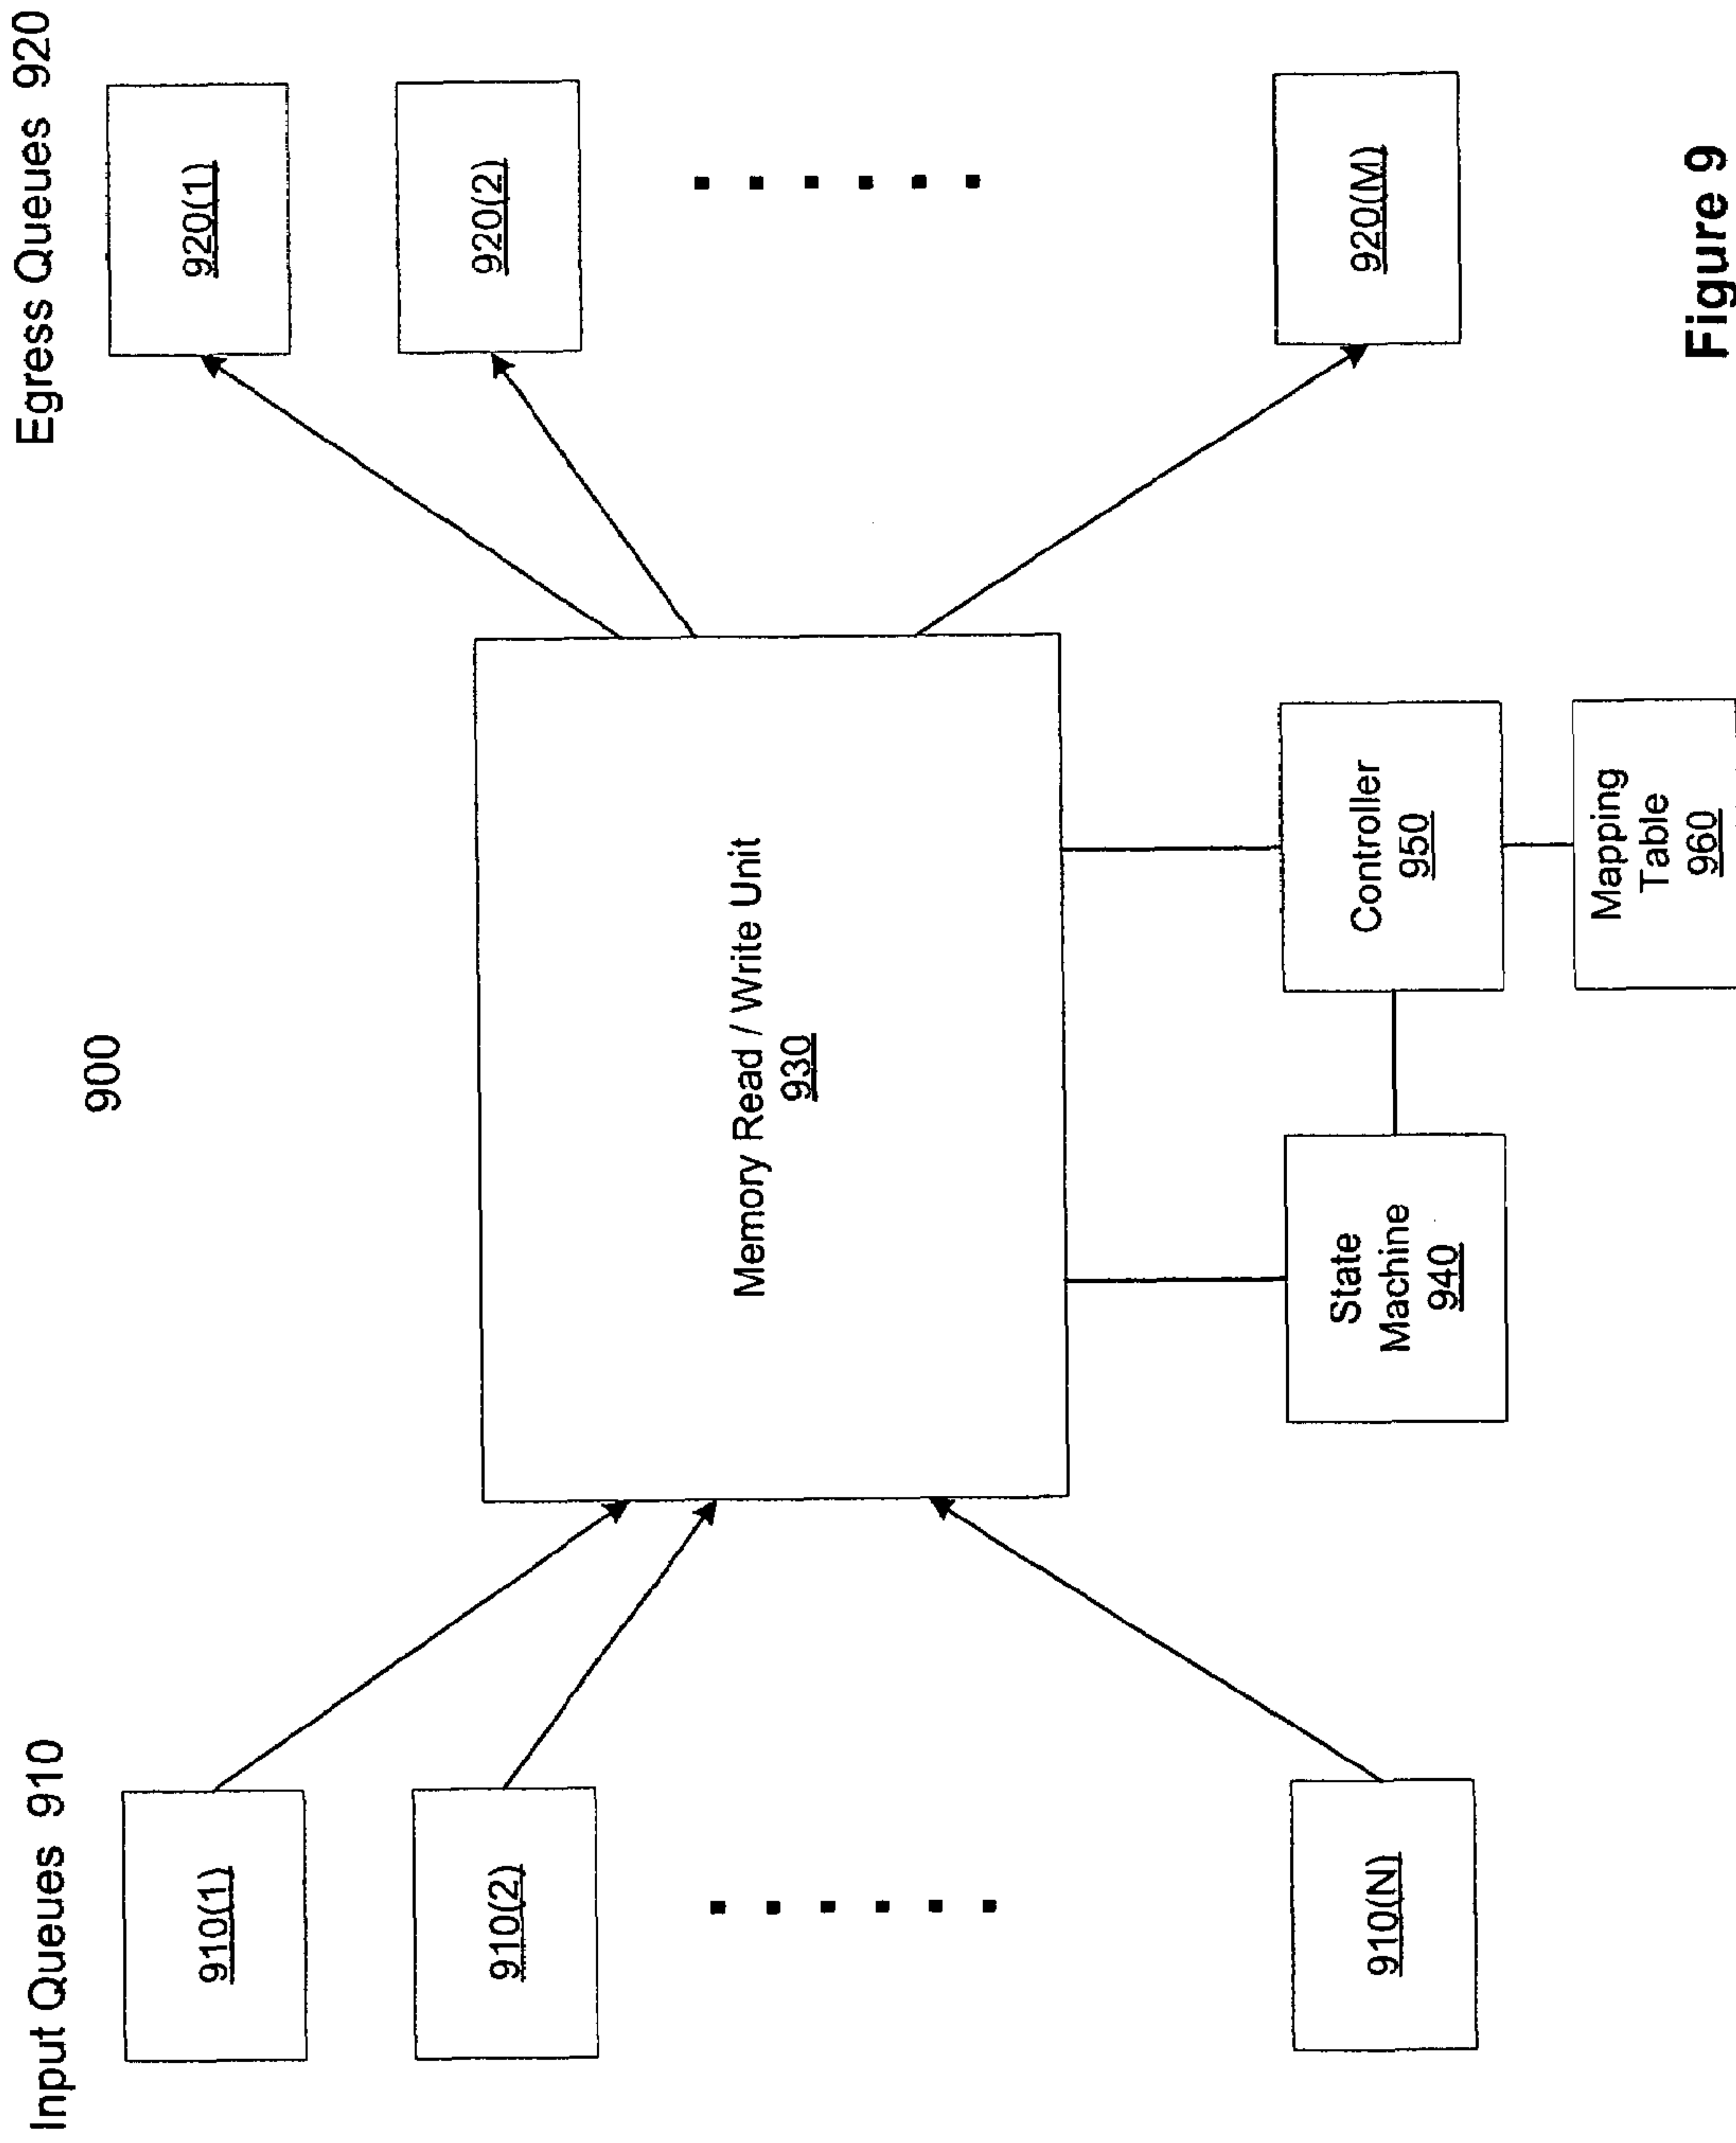 900
Input Queues 910
Egress Queues 920
910(1)
910(2)
910(N)
Memory Read / Write Unit
930
920(1)
920(2)
920(M)
State
Machine
940
Controller
950
Mapping
Table
960
Figure 9